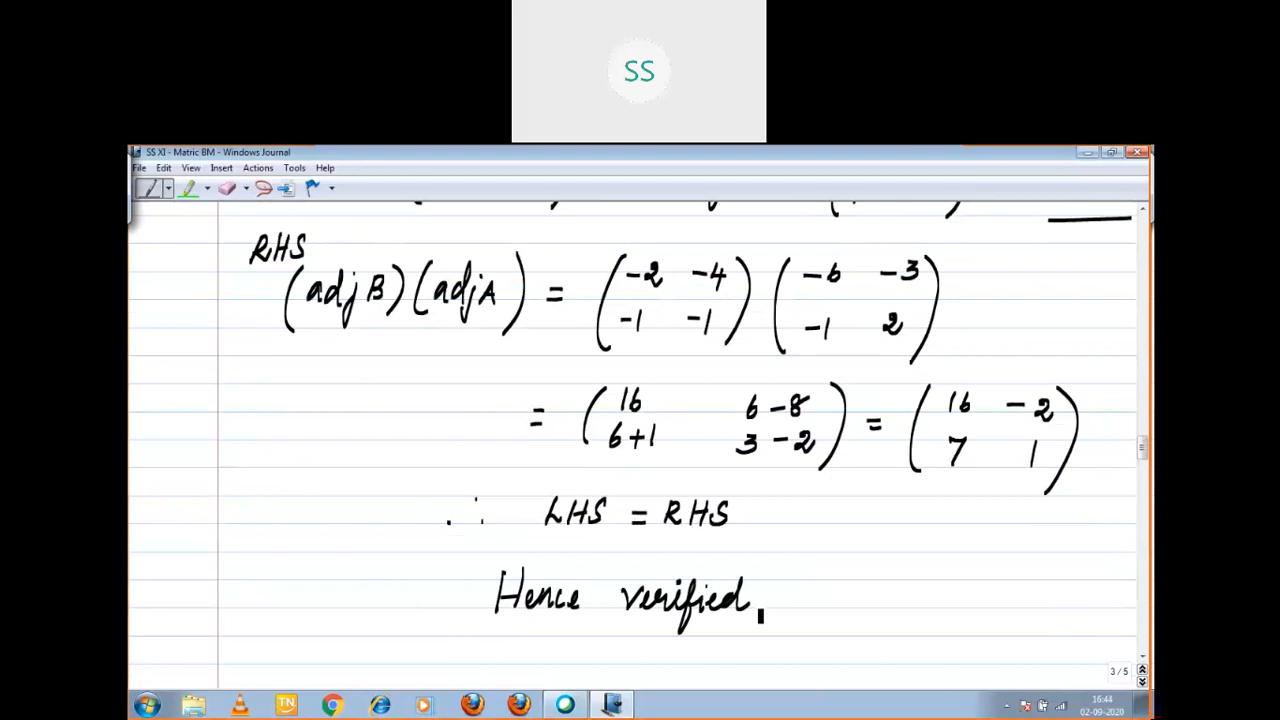 SS
SS XI - Matric BM - Windows Journal
File Edit View Insert Actions Tools Help
RHS
(adj B)(adj A) = (-2 -4 -1 -1) (-6 -3 -1 2)
= (16 6-8 6+1 3-2) = (16 -2 7 1)
∴ LHS = RHS
Hence verified.
3 / 5
TN
16:44
02-09-2020